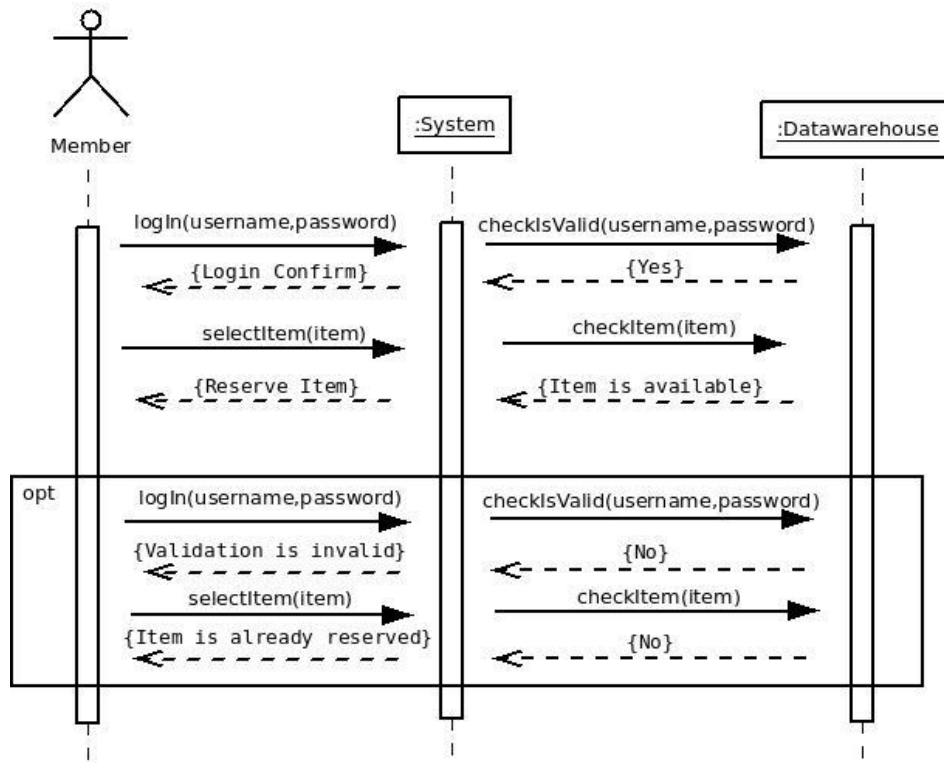 Member
:System
:Datawarehouse
logIn(username,password)
checkIsValid(username,password)
{Login Confirm}
{Yes}
selectItem(item)
checkItem(item)
{Reserve Item}
{Item is available}
opt
logIn(username,password)
checkIsValid(username,password)
{Validation is invalid}
{No}
selectItem(item)
checkItem(item)
{Item is already reserved}
{No}